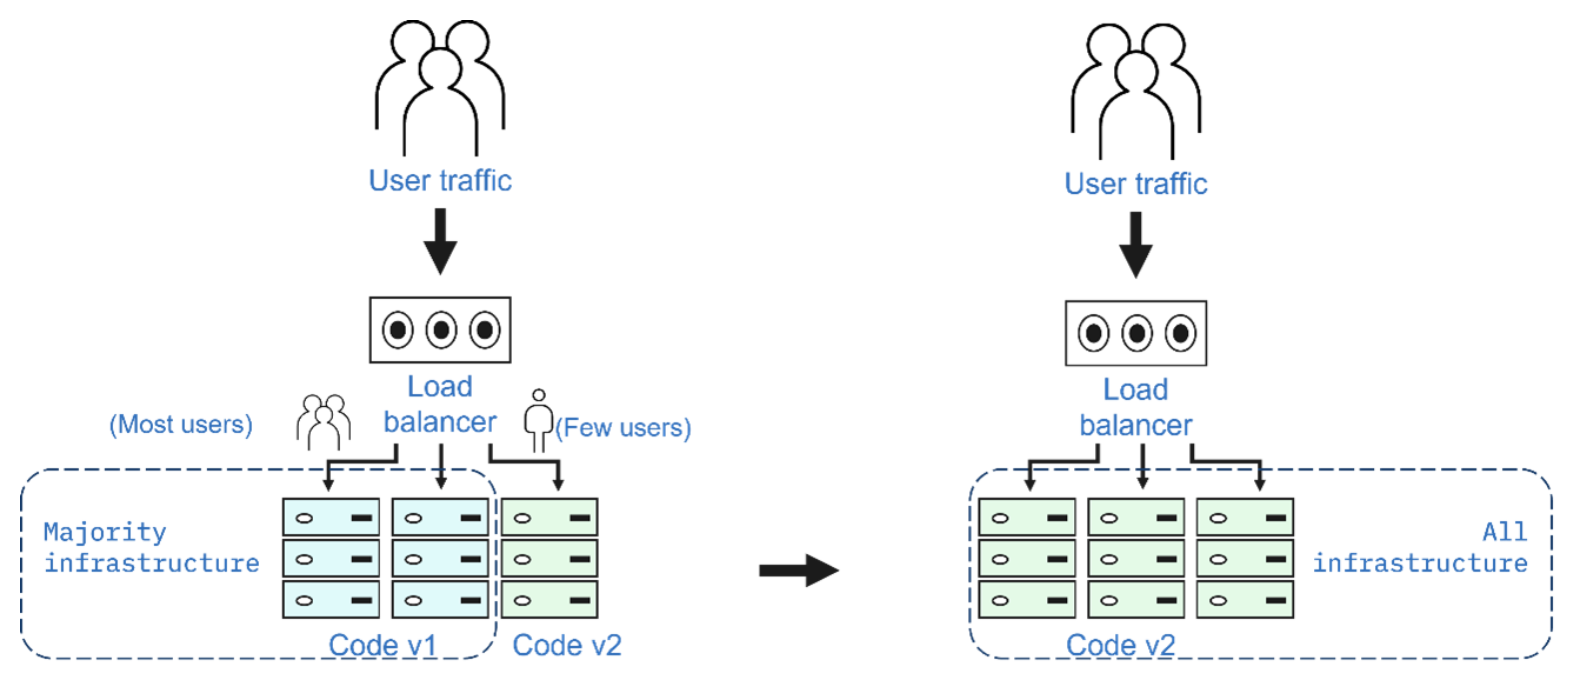 User traffic
Load
balancer
(Most users)
(Few users)
Majority
infrastructure
Code v1
Code v2
User traffic
Load
balancer
All
infrastructure
Code v2